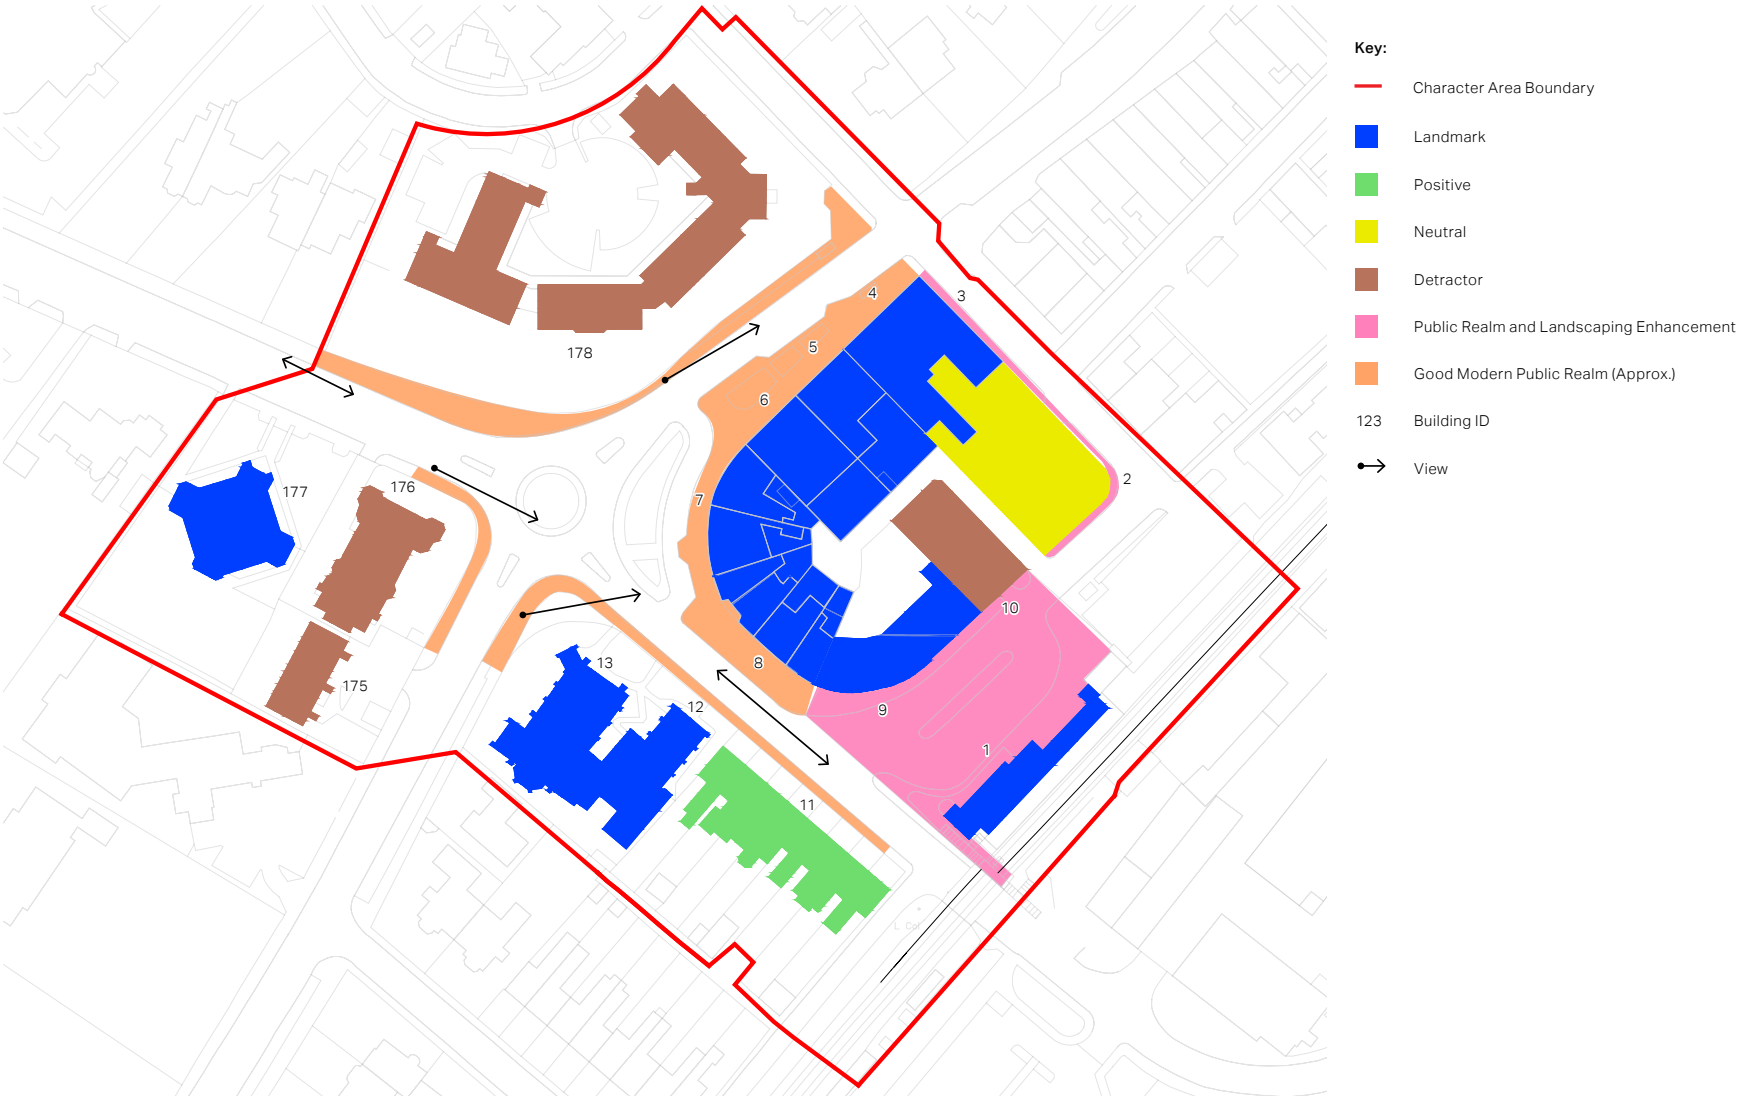 Key:
Character Area Boundary
Landmark
Positive
Neutral
Detractor
Public Realm and Landscaping Enhancement
Good Modern Public Realm (Approx.)
123 Building ID
View
4
3
5
178
6
2
176
177
7
10
13
8
175
12
9
1
11